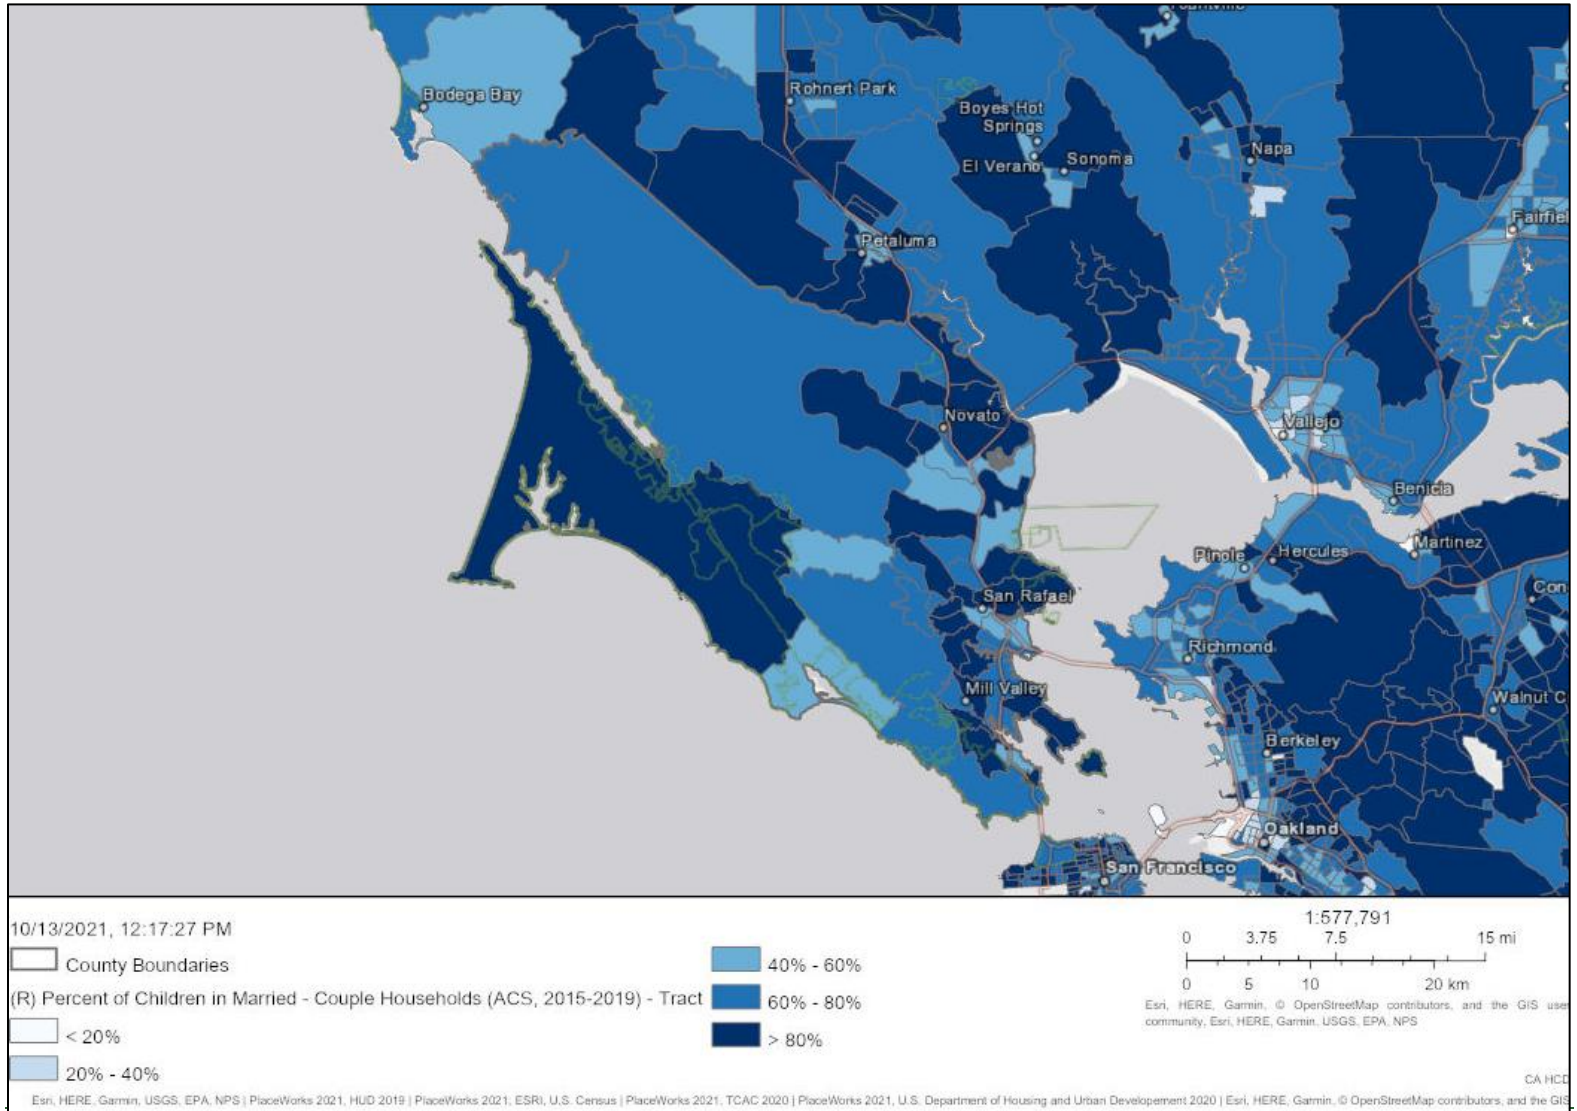 Yountville
Bodega Bay
Rohnert Park
Boyes Hot
Springs
Napa
El Verano
Sonoma
Fairfiel
Petaluma
Novato
Vallejo
Benicia
Martinez
Pinole
Hercules
Con
San Rafael
Richmond
Mill Valley
Walnut C
Berkeley
Oakland
San Francisco
10/13/2021, 12:17:27 PM
County Boundaries
(R) Percent of Children in Married - Couple Households (ACS, 2015-2019) - Tract
< 20%
20% - 40%
40% - 60%
60% - 80%
> 80%
1:577,791
0 3.75 7.5 15 mi
0 5 10 20 km
Esri, HERE, Garmin, © OpenStreetMap contributors, and the GIS user
community, Esri, HERE, Garmin, USGS, EPA, NPS
CA HCD
Esri, HERE, Garmin, USGS, EPA, NPS | PlaceWorks 2021, HUD 2019 | PlaceWorks 2021, ESRI, U.S. Census | PlaceWorks 2021, TCAC 2020 | PlaceWorks 2021, U.S. Department of Housing and Urban Developement 2020 | Esri, HERE, Garmin, © OpenStreetMap contributors, and the GIS